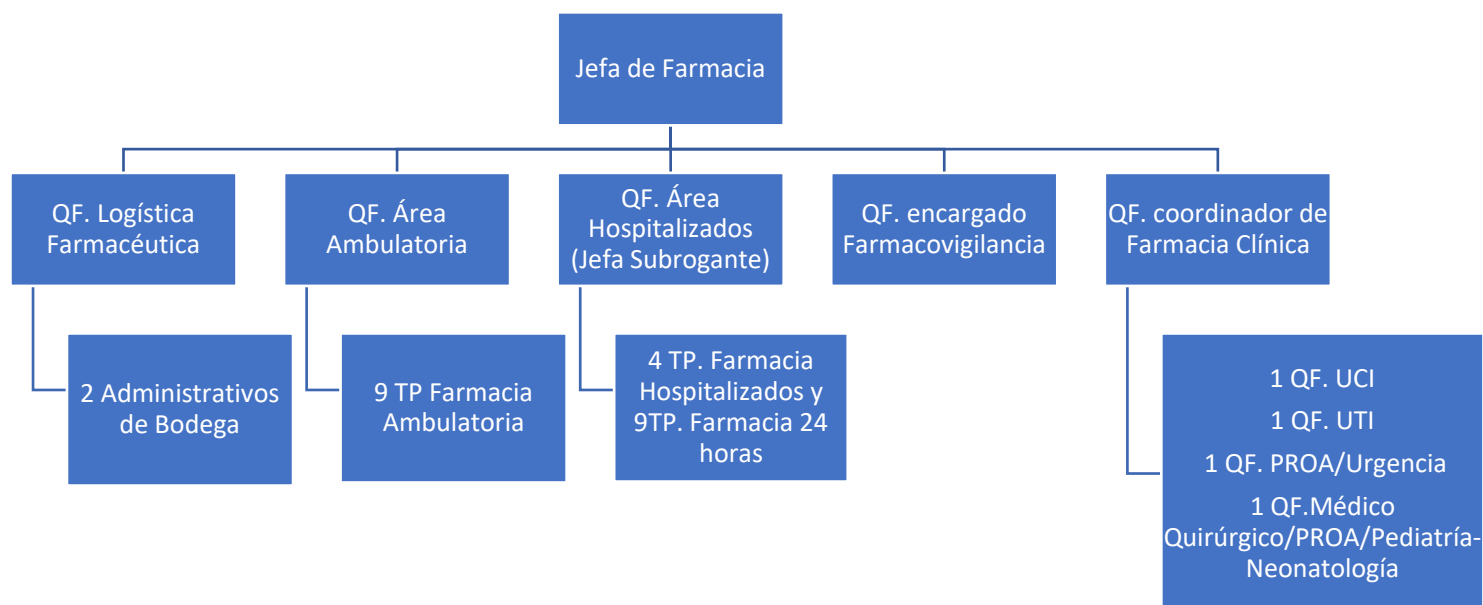 Jefa de Farmacia
QF. Logística
Farmacéutica
QF. Área
Ambulatoria
QF. Área
Hospitalizados
(Jefa Subrogante)
QF. encargado
Farmacovigilancia
QF. coordinador de
Farmacia Clínica
2 Administrativos
de Bodega
9 TP Farmacia
Ambulatoria
4 TP. Farmacia
Hospitalizados y
9TP. Farmacia 24
horas
1 QF. UCI
1 QF. UTI
1 QF. PROA/Urgencia
1 QF.Médico
Quirúrgico/PROA/Pediatría-
Neonatología